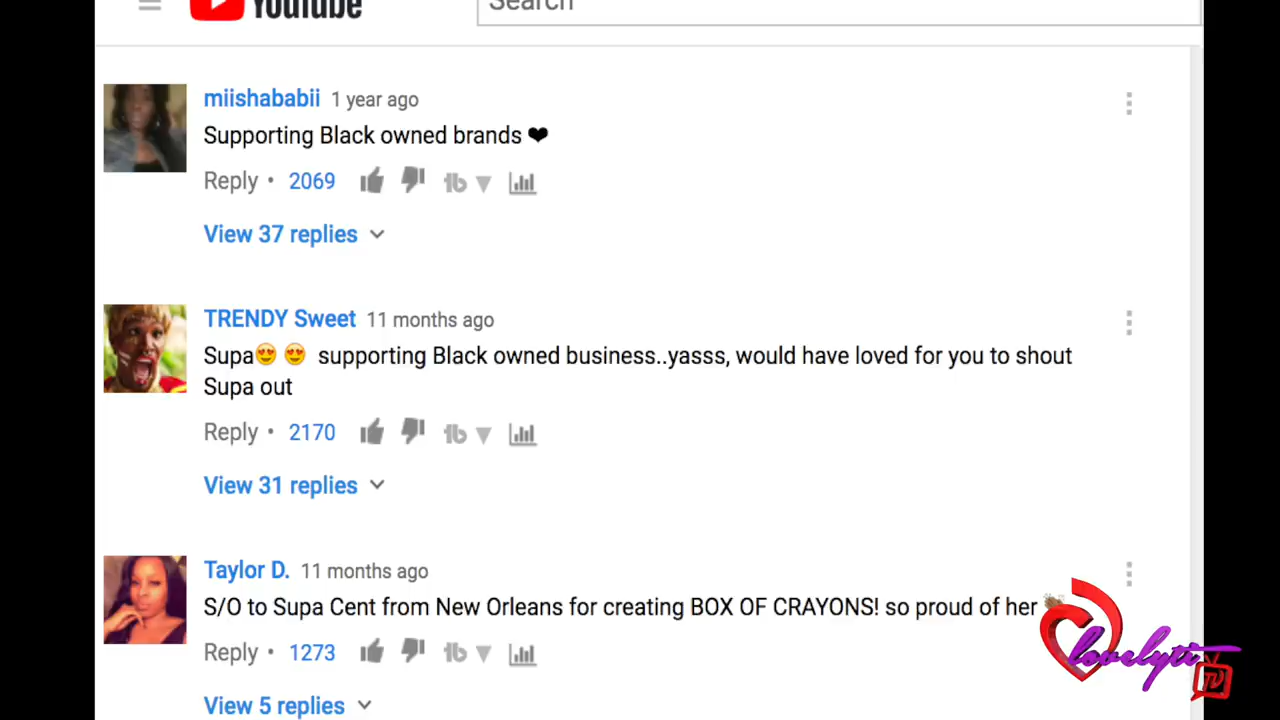 YouTube
Search
miishababii 1 year ago
Supporting Black owned brands ❤
Reply • 2069
View 37 replies
TRENDY Sweet 11 months ago
Supa😍 😍 supporting Black owned business..yasss, would have loved for you to shout
Supa out
Reply • 2170
View 31 replies
Taylor D. 11 months ago
S/O to Supa Cent from New Orleans for creating BOX OF CRAYONS! so proud of her
Reply • 1273
View 5 replies
lovelyti
TV